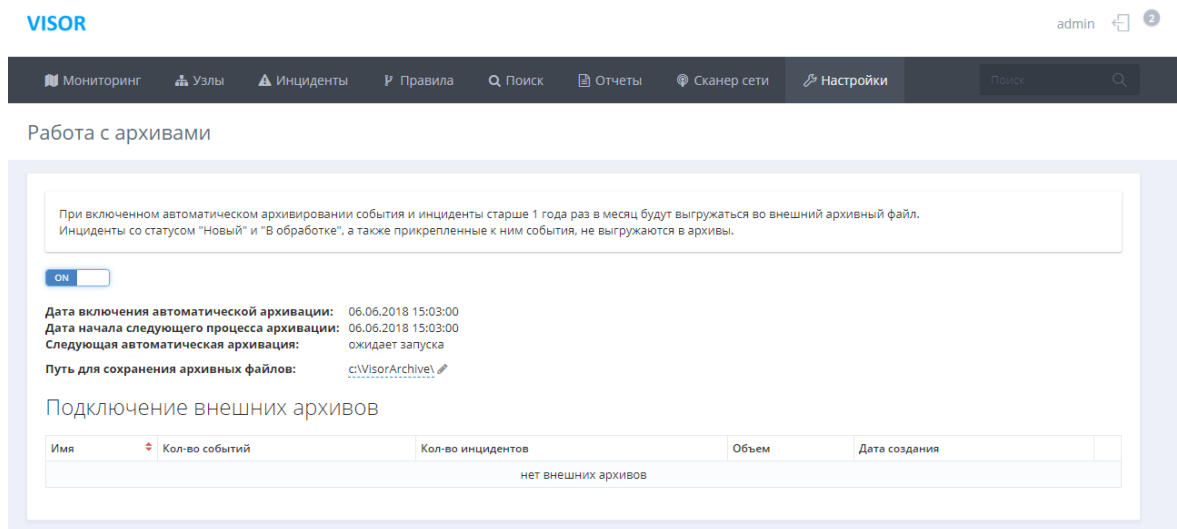 VISOR
admin 2
Мониторинг Узлы Инциденты Правила Поиск Отчеты Сканер сети Настройки Поиск
Работа с архивами
При включенном автоматическом архивировании события и инциденты старше 1 года раз в месяц будут выгружаться во внешний архивный файл.
Инциденты со статусом "Новый" и "В обработке", а также прикрепленные к ним события, не выгружаются в архивы.
ON
Дата включения автоматической архивации: 06.06.2018 15:03:00
Дата начала следующего процесса архивации: 06.06.2018 15:03:00
Следующая автоматическая архивация: ожидает запуска
Путь для сохранения архивных файлов: c:\VisorArchive\
Подключение внешних архивов
Имя Кол-во событий Кол-во инцидентов Объем Дата создания
нет внешних архивов